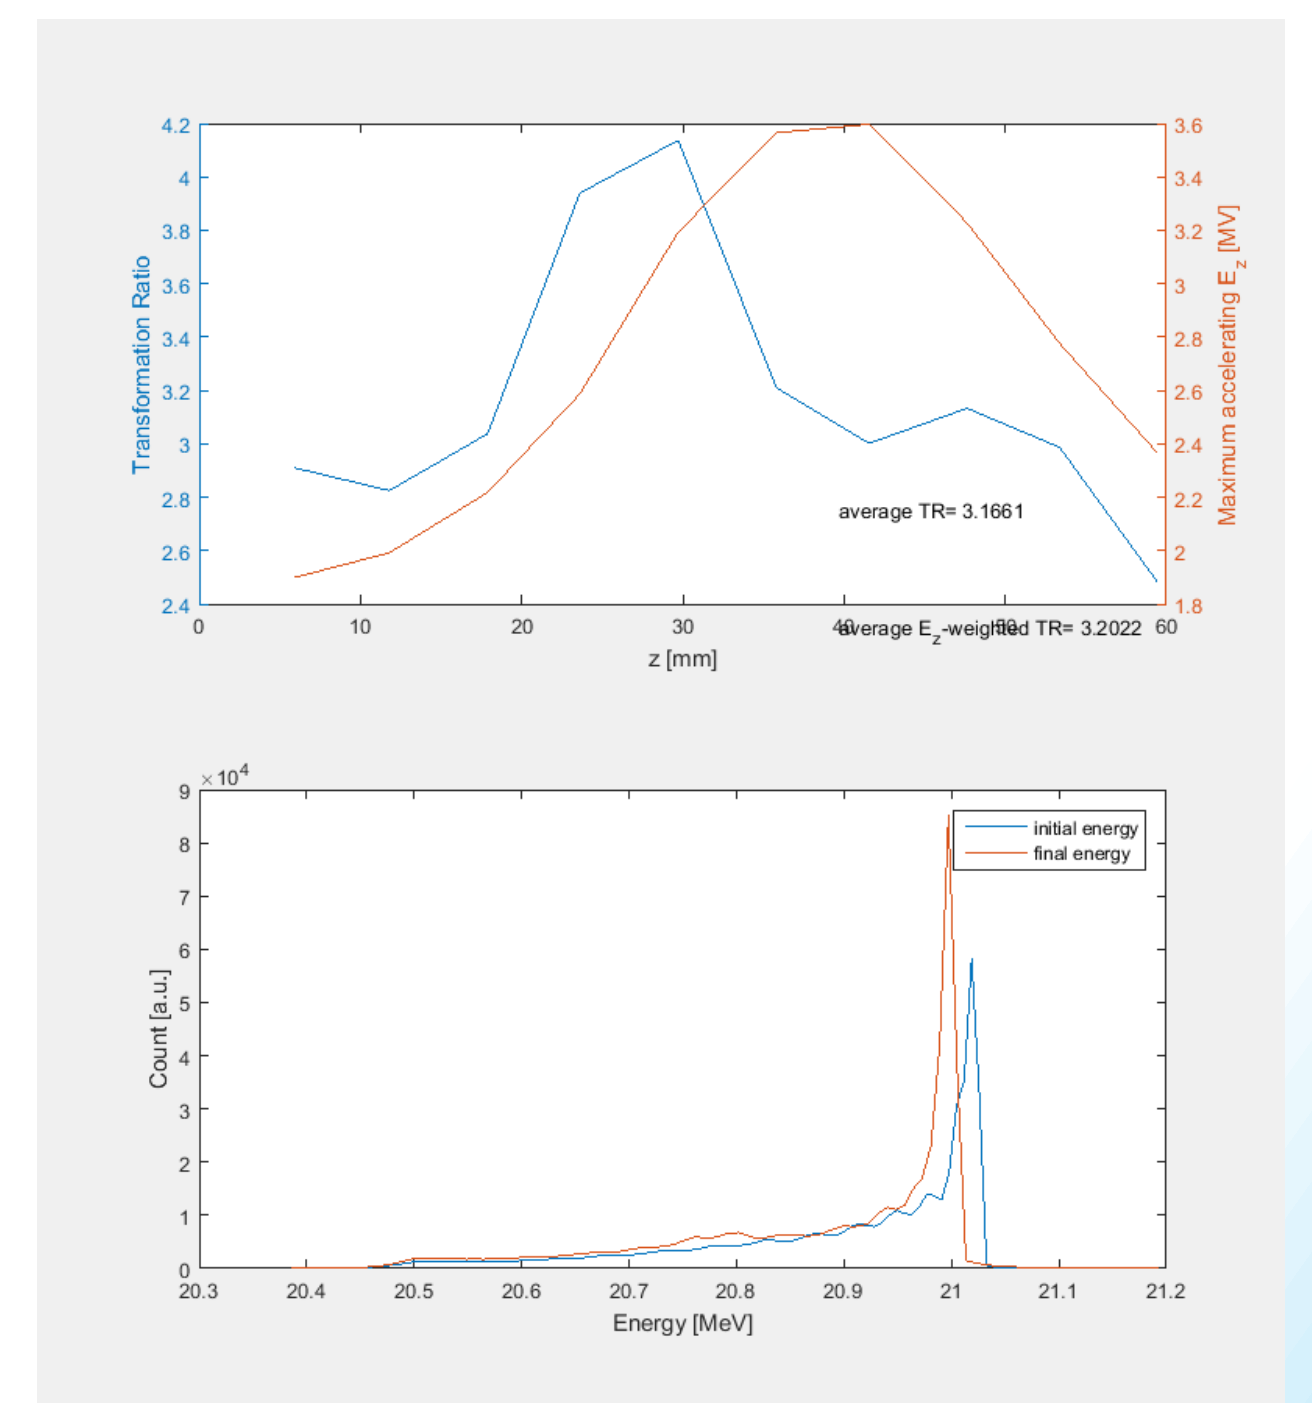 4.2
4
3.8
3.6
3.4
3.2
3
2.8
2.6
2.4
Transformation Ratio
3.6
3.4
3.2
3
2.8
2.6
2.4
2.2
2
1.8
Maximum accelerating E_z [MV]
average TR= 3.1661
average E_z-weighted TR= 3.2022
0 10 20 30 40 50 60
z [mm]
×10^4
9
8
7
6
5
4
3
2
1
0
Count [a.u.]
initial energy
final energy
20.3 20.4 20.5 20.6 20.7 20.8 20.9 21 21.1 21.2
Energy [MeV]